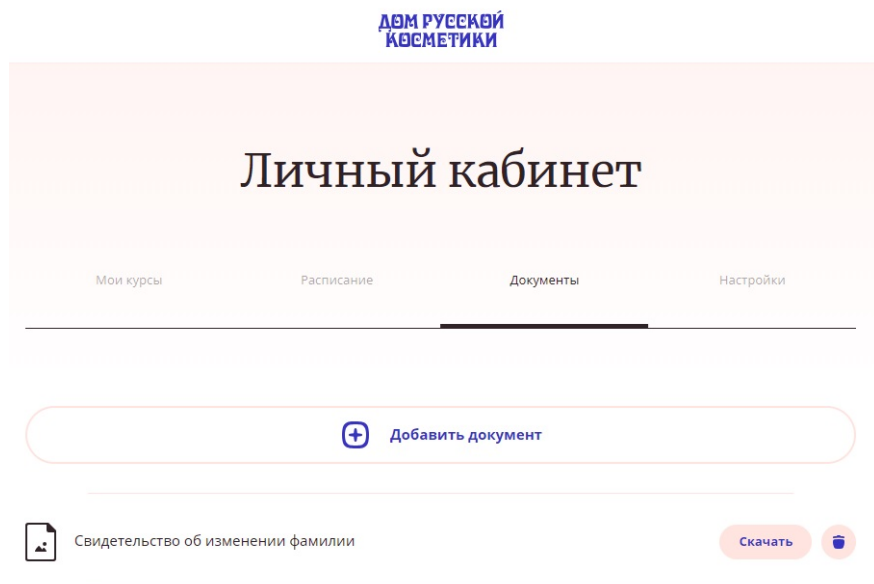 ДОМ РУССКОЙ
КОСМЕТИКИ
Личный кабинет
Мои курсы
Расписание
Документы
Настройки
Добавить документ
Свидетельство об изменении фамилии
Скачать